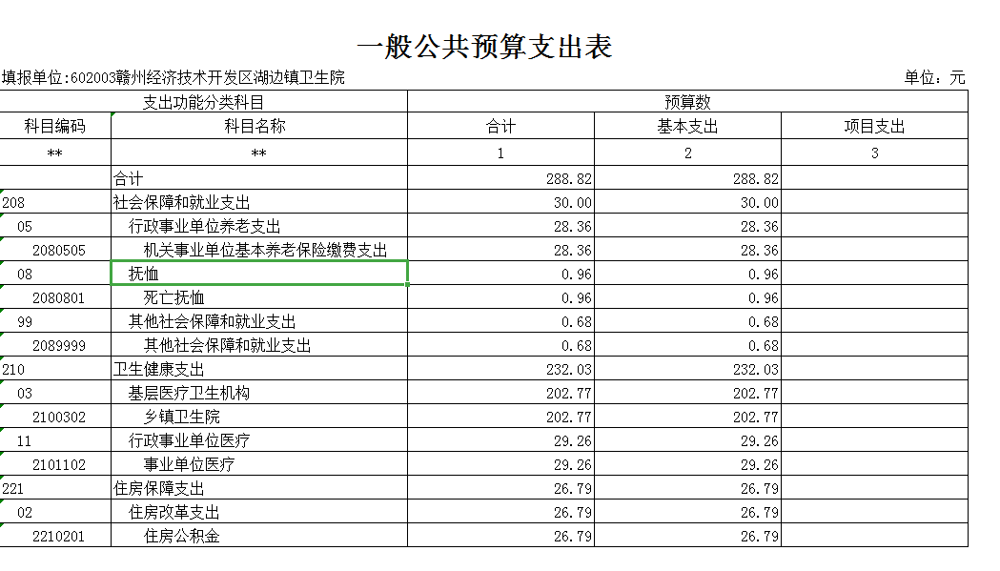 一般公共预算支出表
填报单位:602003赣州经济技术开发区湖边镇卫生院 单位：元
支出功能分类科目 预算数
科目编码 科目名称 合计 基本支出 项目支出
** ** 1 2 3
合计 288.82 288.82
208 社会保障和就业支出 30.00 30.00
05 行政事业单位养老支出 28.36 28.36
2080505 机关事业单位基本养老保险缴费支出 28.36 28.36
08 抚恤 0.96 0.96
2080801 死亡抚恤 0.96 0.96
99 其他社会保障和就业支出 0.68 0.68
2089999 其他社会保障和就业支出 0.68 0.68
210 卫生健康支出 232.03 232.03
03 基层医疗卫生机构 202.77 202.77
2100302 乡镇卫生院 202.77 202.77
11 行政事业单位医疗 29.26 29.26
2101102 事业单位医疗 29.26 29.26
221 住房保障支出 26.79 26.79
02 住房改革支出 26.79 26.79
2210201 住房公积金 26.79 26.79